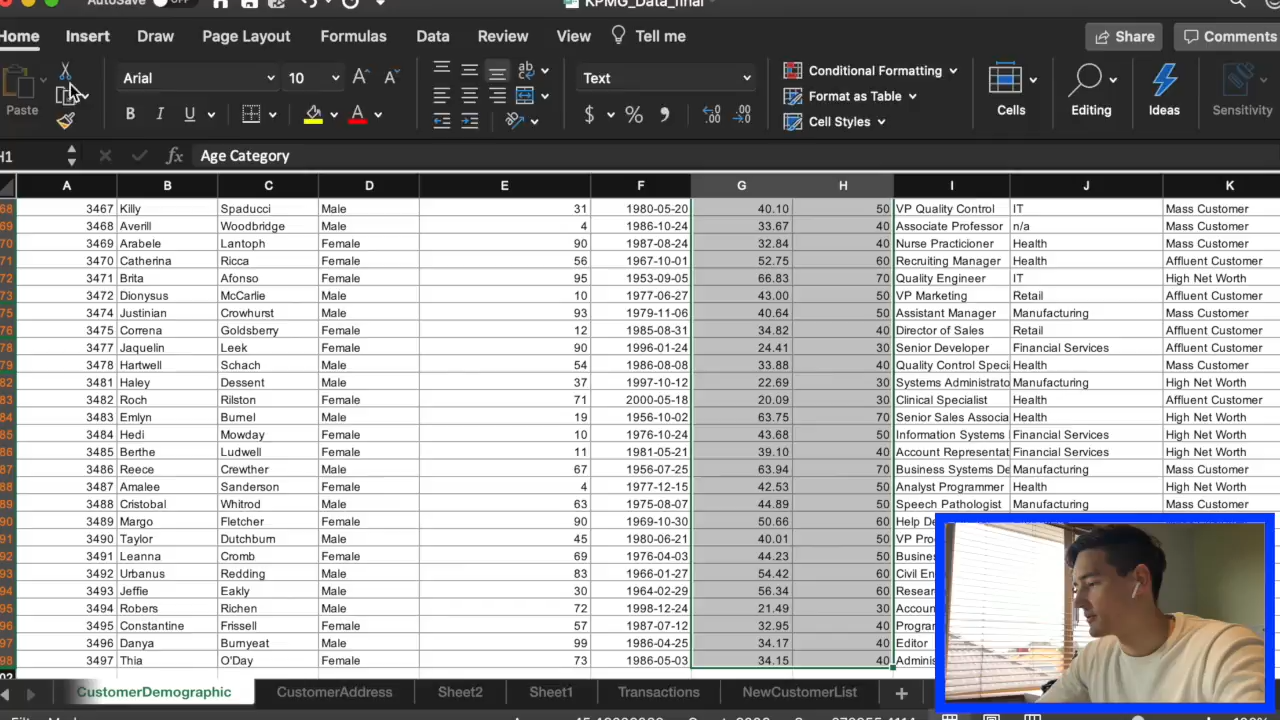 AutoSave OFF KPMG_Data_final
Home Insert Draw Page Layout Formulas Data Review View Tell me Share Comments
Paste Arial 10 Text Conditional Formatting Format as Table Cell Styles Cells Editing Ideas Sensitivity
H1 fx Age Category
A B C D E F G H I J K
68 3467 Killy Spaducci Male 31 1980-05-20 40.10 50 VP Quality Control IT Mass Customer
69 3468 Averill Woodbridge Male 4 1986-10-24 33.67 40 Associate Professor n/a Mass Customer
70 3469 Arabele Lantoph Female 90 1987-08-24 32.84 40 Nurse Practicioner Health Mass Customer
71 3470 Catherina Ricca Female 56 1967-10-01 52.75 60 Recruiting Manager Health Affluent Customer
72 3471 Brita Afonso Female 95 1953-09-05 66.83 70 Quality Engineer IT High Net Worth
73 3472 Dionysus McCarlie Male 10 1977-06-27 43.00 50 VP Marketing Retail Affluent Customer
75 3474 Justinian Crowhurst Male 93 1979-11-06 40.64 50 Assistant Manager Manufacturing Mass Customer
76 3475 Correna Goldsberry Female 12 1985-08-31 34.82 40 Director of Sales Retail Affluent Customer
78 3477 Jaquelin Leek Female 90 1996-01-24 24.41 30 Senior Developer Financial Services Affluent Customer
79 3478 Hartwell Schach Male 54 1986-08-08 33.88 40 Quality Control Speci Health Mass Customer
82 3481 Haley Dessent Male 37 1997-10-12 22.69 30 Systems Administrato Manufacturing High Net Worth
83 3482 Roch Rilston Female 71 2000-05-18 20.09 30 Clinical Specialist Health Affluent Customer
84 3483 Emlyn Burnel Male 19 1956-10-02 63.75 70 Senior Sales Associa Health High Net Worth
85 3484 Hedi Mowday Female 10 1976-10-24 43.68 50 Information Systems Financial Services High Net Worth
86 3485 Berthe Ludwell Female 11 1981-05-21 39.10 40 Account Representat Financial Services High Net Worth
87 3486 Reece Crewther Male 67 1956-07-25 63.94 70 Business Systems De Manufacturing Mass Customer
88 3487 Amalee Sanderson Female 4 1977-12-15 42.53 50 Analyst Programmer Health High Net Worth
89 3488 Cristobal Whitrod Male 63 1975-08-07 44.89 50 Speech Pathologist Manufacturing Mass Customer
90 3489 Margo Fletcher Female 90 1969-10-30 50.66 60 Help De
91 3490 Taylor Dutchburn Male 45 1980-06-21 40.01 50 VP Pro
92 3491 Leanna Cromb Female 69 1976-04-03 44.23 50 Busines
93 3492 Urbanus Redding Male 83 1966-01-27 54.42 60 Civil En
94 3493 Jeffie Eakly Male 30 1964-02-29 56.34 60 Resear
95 3494 Robers Richen Male 72 1998-12-24 21.49 30 Accoun
96 3495 Constantine Frissell Female 57 1987-07-12 32.95 40 Progran
97 3496 Danya Burnyeat Male 99 1986-04-25 34.17 40 Editor
98 3497 Thia O'Day Female 73 1986-05-03 34.15 40 Adminis
CustomerDemographic CustomerAddress Sheet2 Sheet1 Transactions NewCustomerList